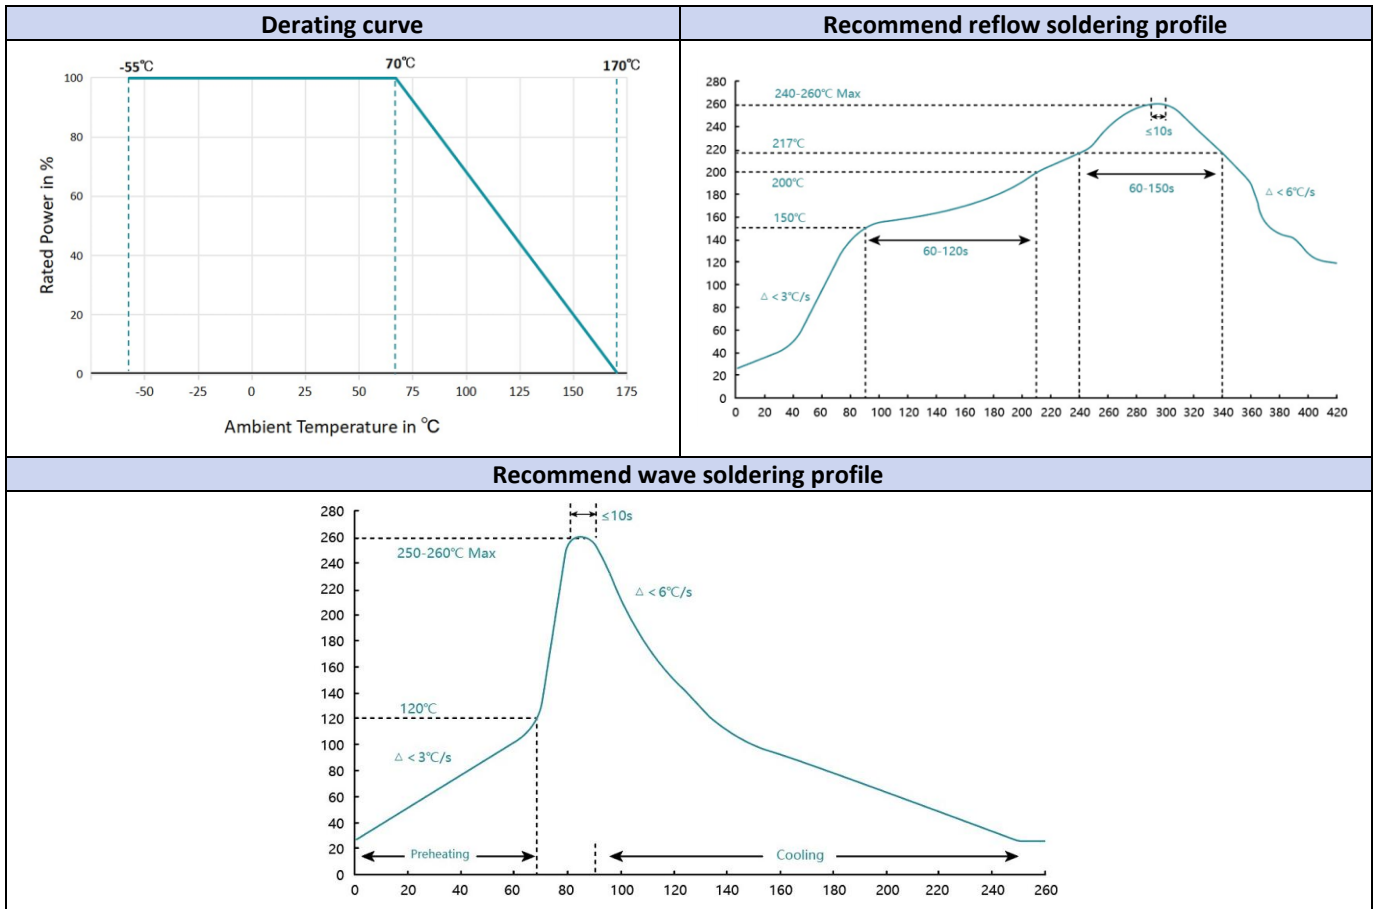 Derating curve
-55℃ 70℃ 170℃
100
80
60
40
20
0
-50 -25 0 25 50 75 100 125 150 175
Rated Power in %
Ambient Temperature in ℃
Recommend reflow soldering profile
280
260
240
220
200
180
160
140
120
100
80
60
40
20
0
240-260℃ Max
≤10s
217℃
200℃
60-150s
△ < 6℃/s
150℃
60-120s
△ < 3℃/s
0 20 40 60 80 100 120 140 160 180 200 220 240 260 280 300 320 340 360 380 400 420
Recommend wave soldering profile
280
260
240
220
200
180
160
140
120
100
80
60
40
20
0
≤10s
250-260℃ Max
△ < 6℃/s
120℃
△ < 3℃/s
Preheating Cooling
0 20 40 60 80 100 120 140 160 180 200 220 240 260